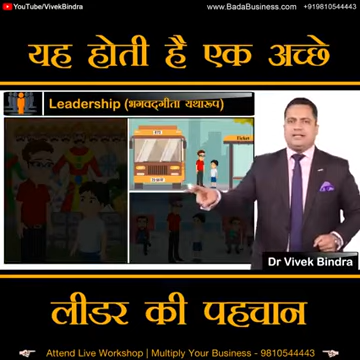 YouTube/VivekBindra www.BadaBusiness.com +919810544443
यह होती है एक अच्छे
Leadership (भगवद्गीता यथारूप)
Ticket
Dr Vivek Bindra
लीडर की पहचान
Attend Live Workshop | Multiply Your Business - 9810544443